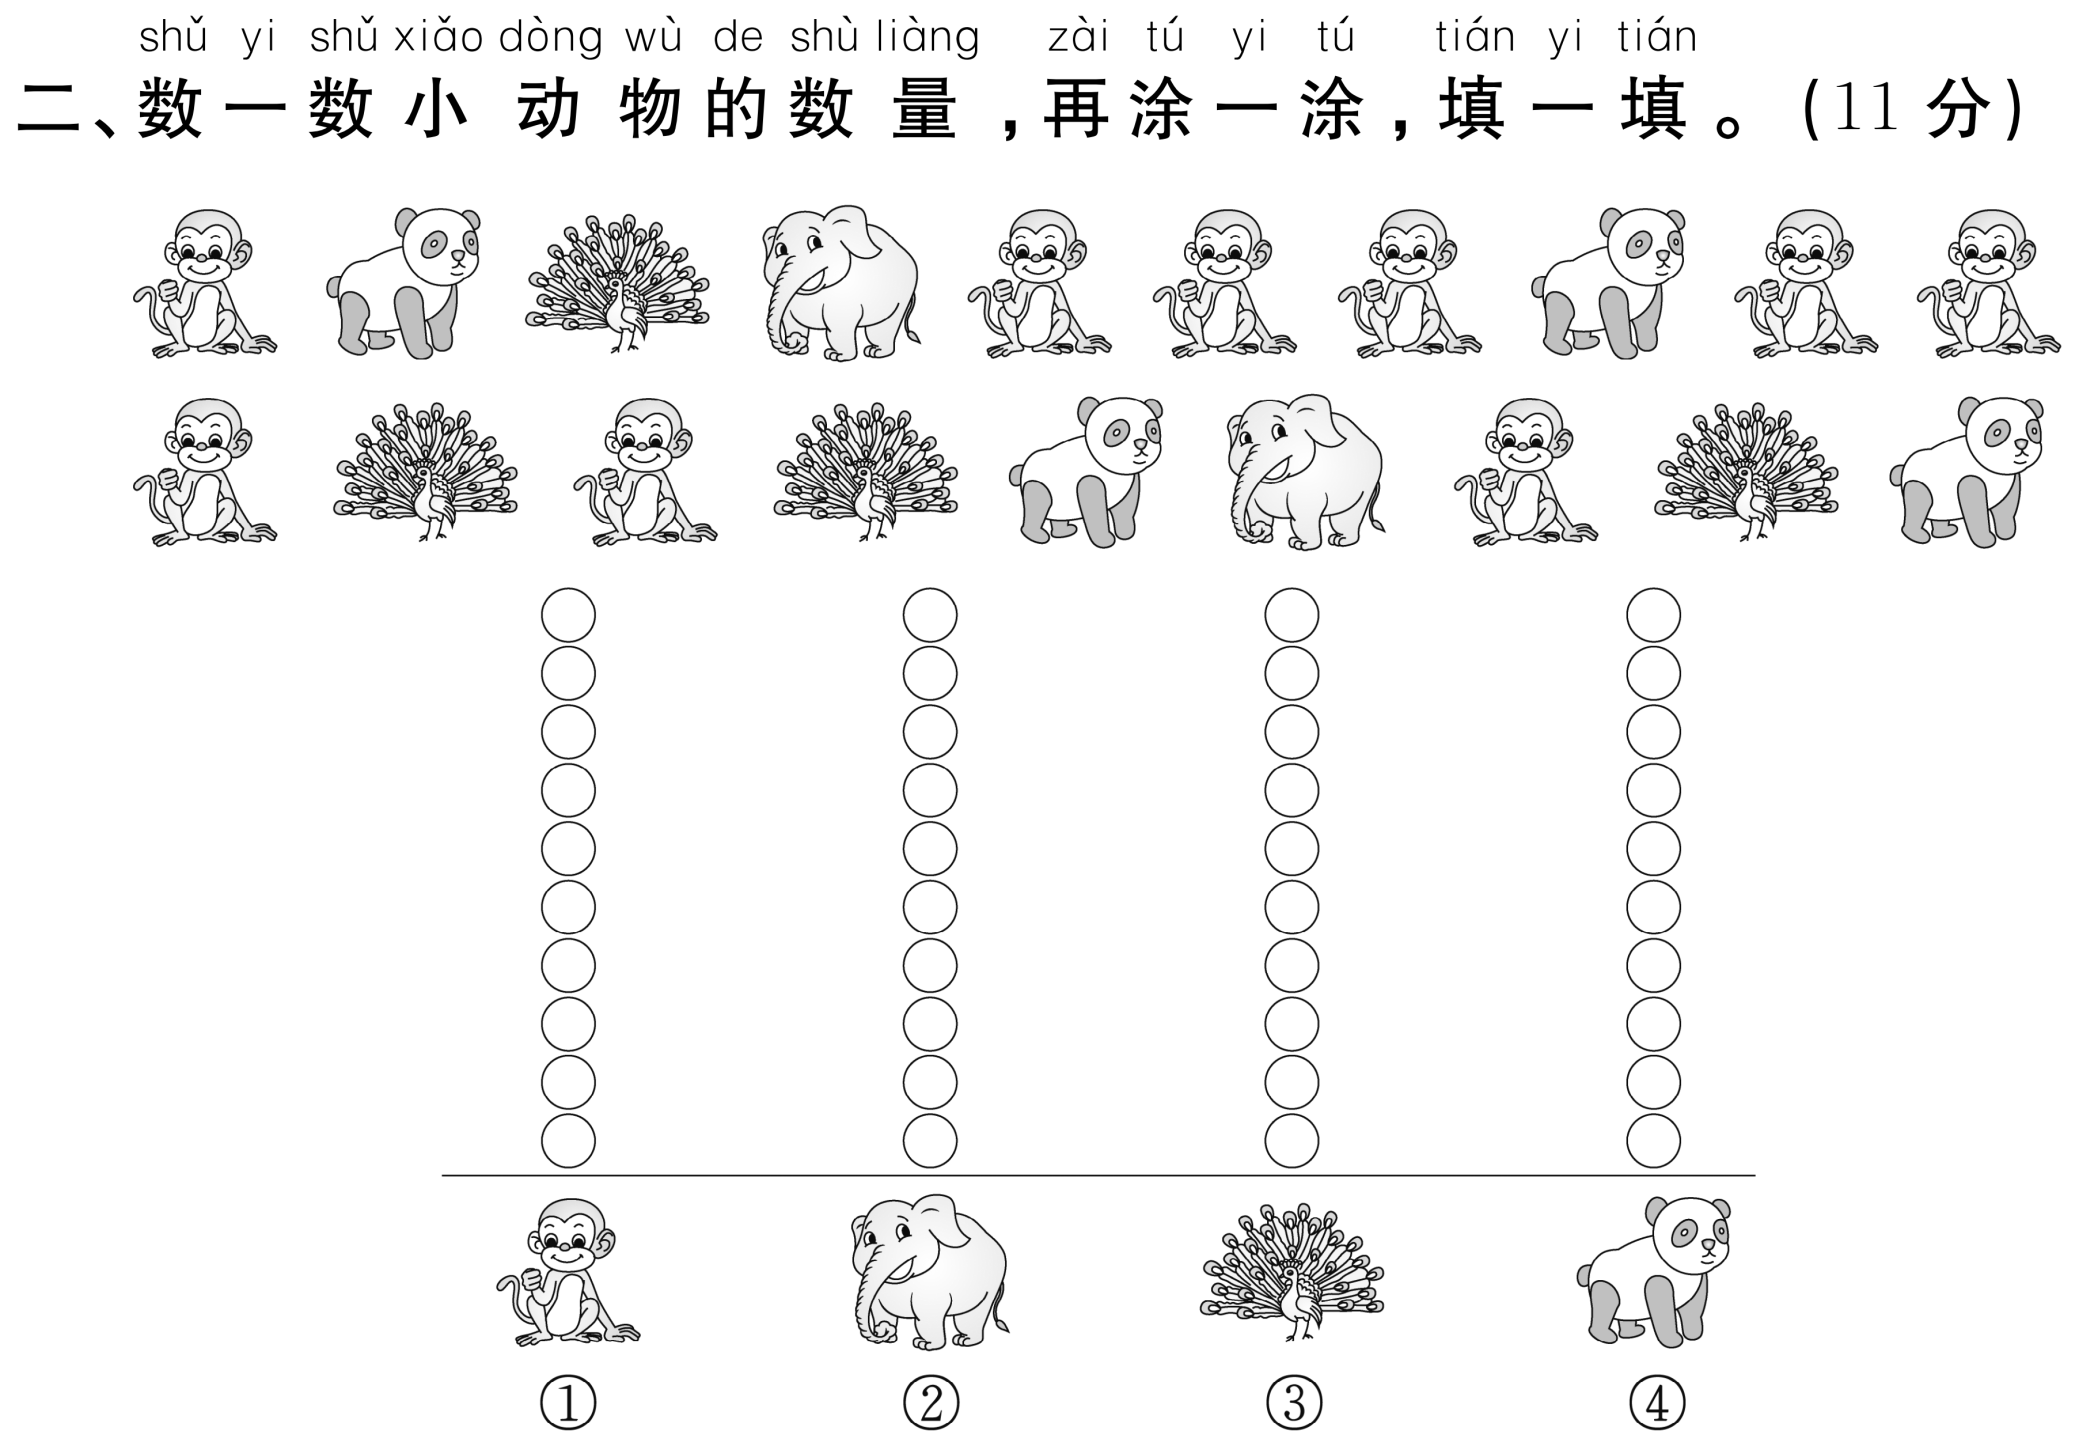 shǔ yi shǔ xiǎo dòng wù de shù liàng zài tú yi tú tián yi tián
二、数一数小动物的数量,再涂一涂,填一填。(11分)
① ② ③ ④